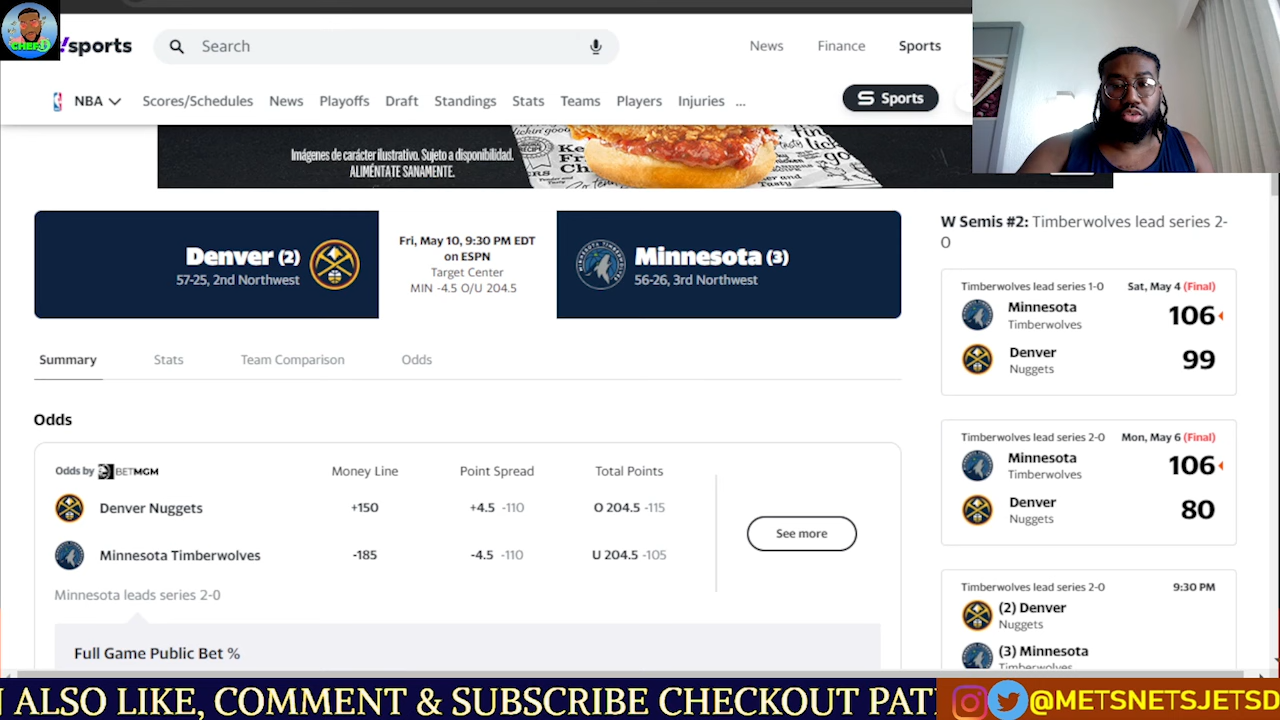 CHEF J
!sports
Search
News
Finance
Sports
NBA
Scores/Schedules
News
Playoffs
Draft
Standings
Stats
Teams
Players
Injuries
...
Sports
Imágenes de carácter ilustrativo. Sujeto a disponibilidad.
ALIMÉNTATE SANAMENTE.
Denver (2)
57-25, 2nd Northwest
Fri, May 10, 9:30 PM EDT
on ESPN
Target Center
MIN -4.5 O/U 204.5
Minnesota (3)
56-26, 3rd Northwest
W Semis #2: Timberwolves lead series 2-
0
Timberwolves lead series 1-0 Sat, May 4 (Final)
Minnesota
Timberwolves
106
Denver
Nuggets
99
Timberwolves lead series 2-0 Mon, May 6 (Final)
Minnesota
Timberwolves
106
Denver
Nuggets
80
Timberwolves lead series 2-0 9:30 PM
(2) Denver
Nuggets
(3) Minnesota
Timberwolves
Summary
Stats
Team Comparison
Odds
Odds
Odds by BETMGM
Money Line
Point Spread
Total Points
Denver Nuggets +150 +4.5 -110 O 204.5 -115
Minnesota Timberwolves -185 -4.5 -110 U 204.5 -105
See more
Minnesota leads series 2-0
Full Game Public Bet %
N ALSO LIKE, COMMENT & SUBSCRIBE CHECKOUT PAT
@METSNETSJETSD